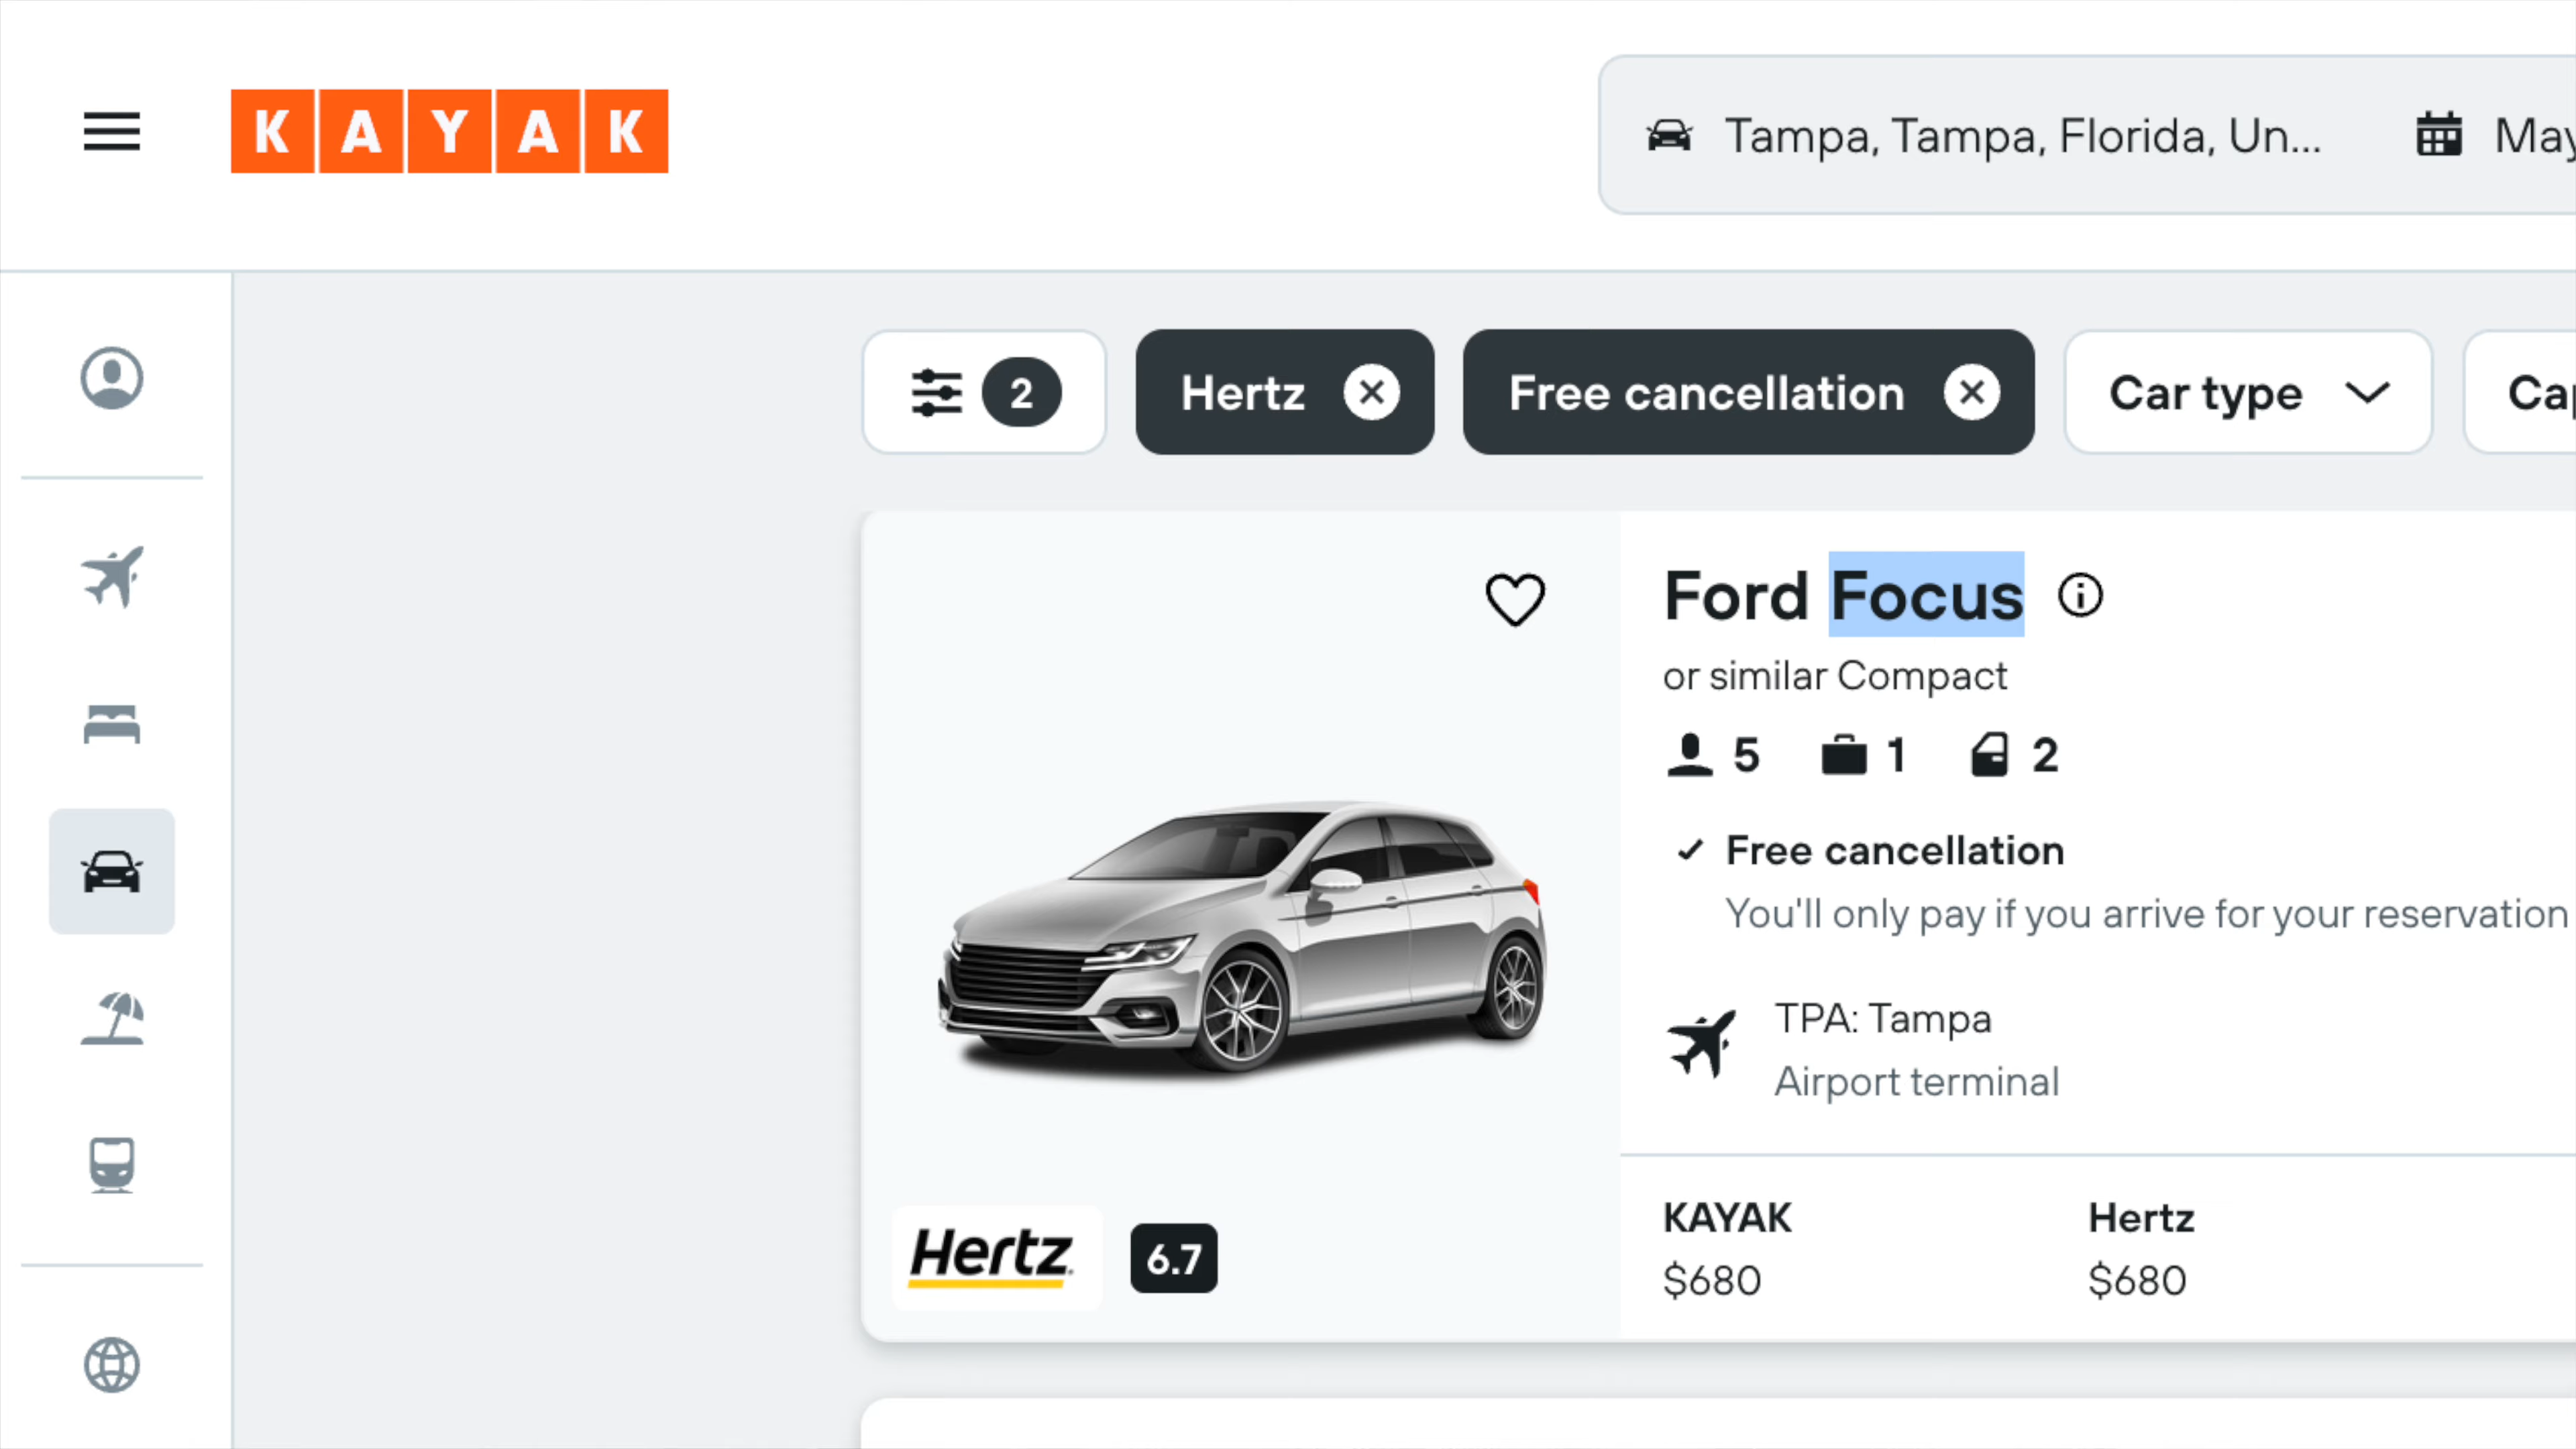 KAYAK
Tampa, Tampa, Florida, Un...
May
2
Hertz
Free cancellation
Car type
Ford Focus
or similar Compact
5
1
2
Free cancellation
You'll only pay if you arrive for your reservation
TPA: Tampa
Airport terminal
Hertz
6.7
KAYAK
$680
Hertz
$680